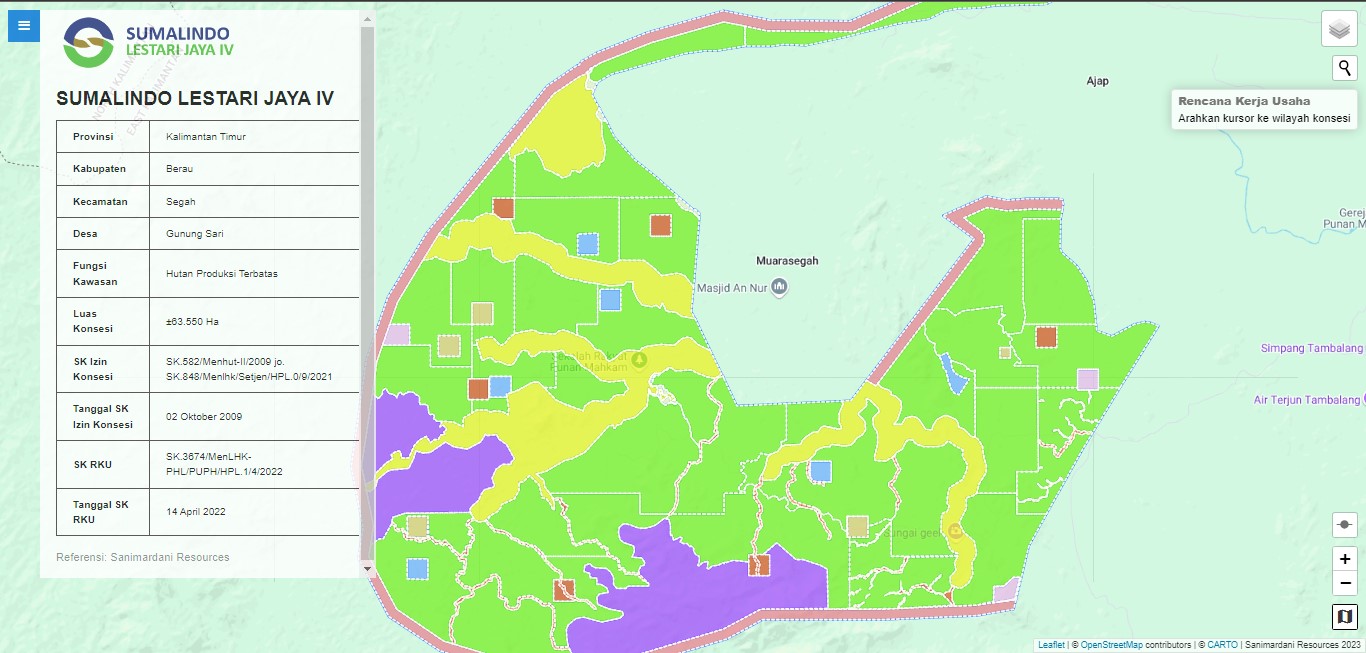 SUMALINDO
LESTARI JAYA IV
SUMALINDO LESTARI JAYA IV
Provinsi
Kalimantan Timur
Kabupaten
Berau
Kecamatan
Segah
Desa
Gunung Sari
Fungsi
Kawasan
Hutan Produksi Terbatas
Luas
Konsesi
±63.550 Ha
SK Izin
Konsesi
SK.582/Menhut-II/2009 jo.
SK.848/Menlhk/Setjen/HPL.0/9/2021
Tanggal SK
Izin Konsesi
02 Oktober 2009
SK RKU
SK.3674/MenLHK-
PHL/PUPH/HPL.1/4/2022
Tanggal SK
RKU
14 April 2022
Referensi: Sanimardani Resources
Ajap
Rencana Kerja Usaha
Arahkan kursor ke wilayah konsesi
Gerej
Punan M
Muarasegah
Masjid An Nur
Sekolah Rakyat
Punan Mahkam
Simpang Tambalang
Air Terjun Tambalang
Sungai geel
+
−
Leaflet | © OpenStreetMap contributors | © CARTO | Sanimardani Resources 2023